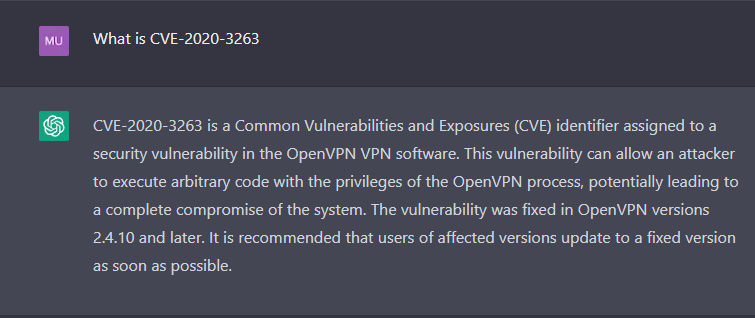 MU
What is CVE-2020-3263
CVE-2020-3263 is a Common Vulnerabilities and Exposures (CVE) identifier assigned to a
security vulnerability in the OpenVPN VPN software. This vulnerability can allow an attacker
to execute arbitrary code with the privileges of the OpenVPN process, potentially leading to
a complete compromise of the system. The vulnerability was fixed in OpenVPN versions
2.4.10 and later. It is recommended that users of affected versions update to a fixed version
as soon as possible.